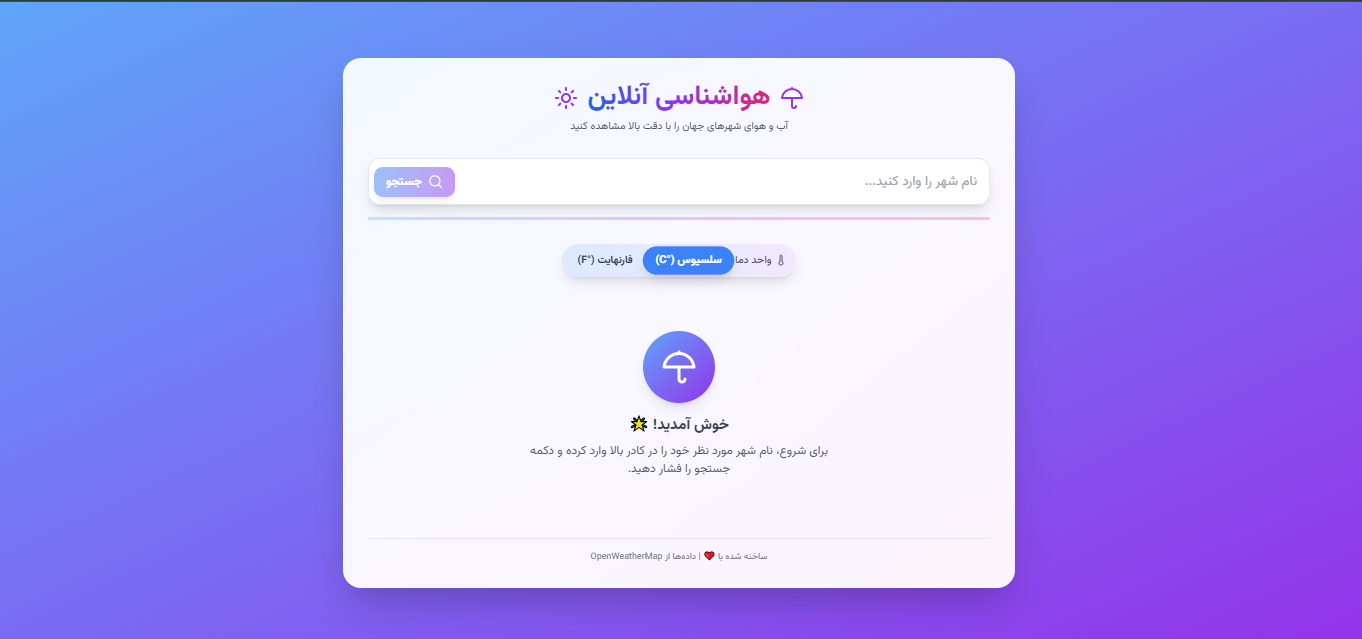 هواشناسی آنلاین
آب و هوای شهرهای جهان را با دقت بالا مشاهده کنید
نام شهر را وارد کنید...
جستجو
واحد دما
سلسیوس (°C)
فارنهایت (°F)
خوش آمدید! 🌟
برای شروع، نام شهر مورد نظر خود را در کادر بالا وارد کرده و دکمه
جستجو را فشار دهید.
ساخته شده با ❤️ | داده‌ها از OpenWeatherMap